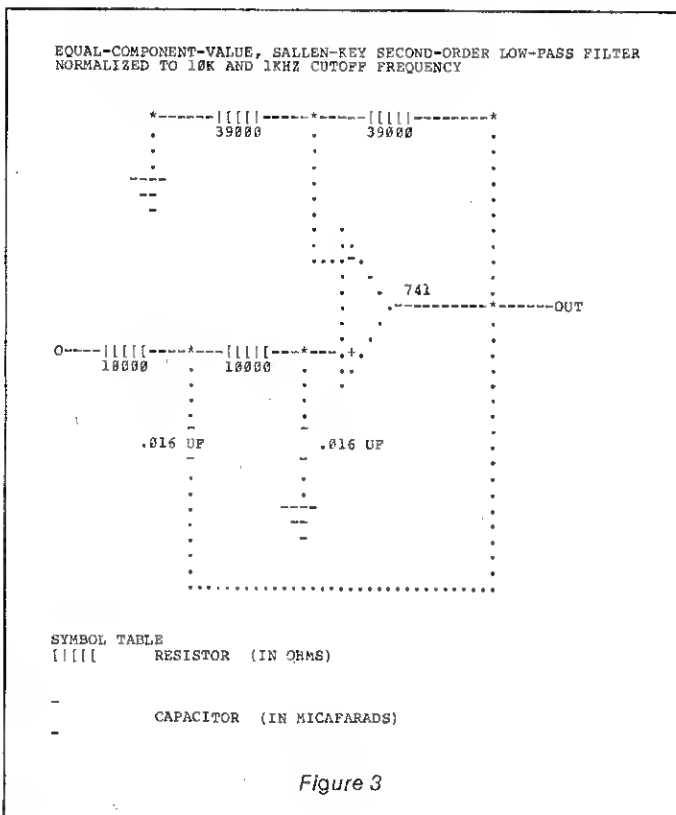 EQUAL-COMPONENT-VALUE, SALLEN-KEY SECOND-ORDER LOW-PASS FILTER
NORMALIZED TO 10K AND 1KHZ CUTOFF FREQUENCY
39000 39000
-
741
OUT
O +
10000 10000
.016 UF .016 UF
SYMBOL TABLE
[|[[[ RESISTOR (IN OHMS)
CAPACITOR (IN MICAFARADS)
Figure 3